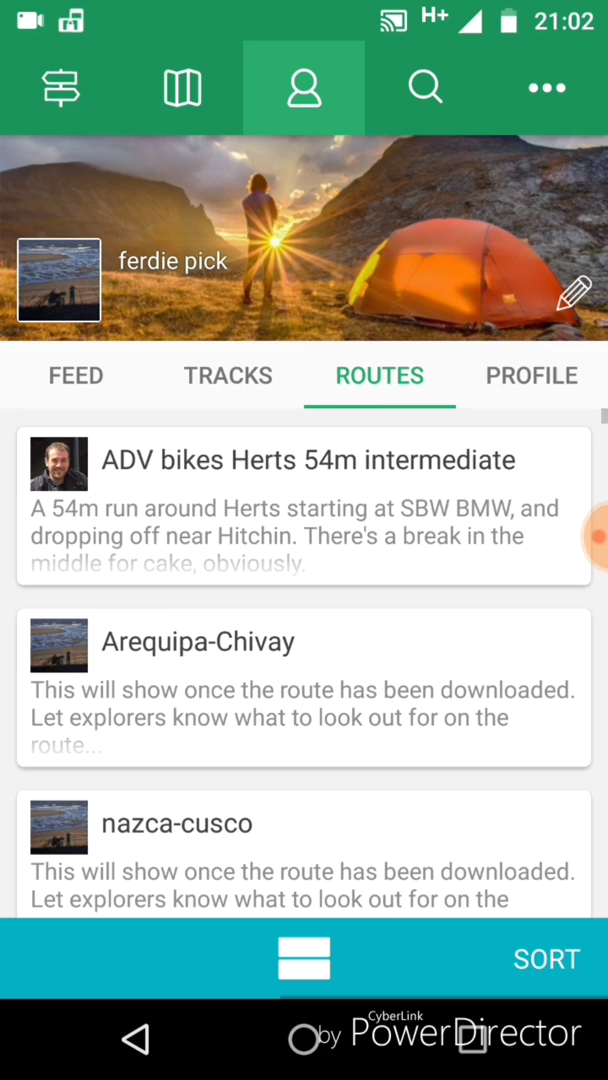 H+ 21:02
ferdie pick
FEED TRACKS ROUTES PROFILE
ADV bikes Herts 54m intermediate
A 54m run around Herts starting at SBW BMW, and
dropping off near Hitchin. There's a break in the
middle for cake, obviously.
Arequipa-Chivay
This will show once the route has been downloaded.
Let explorers know what to look out for on the
route...
nazca-cusco
This will show once the route has been downloaded.
Let explorers know what to look out for on the
SORT
CyberLink
by PowerDirector